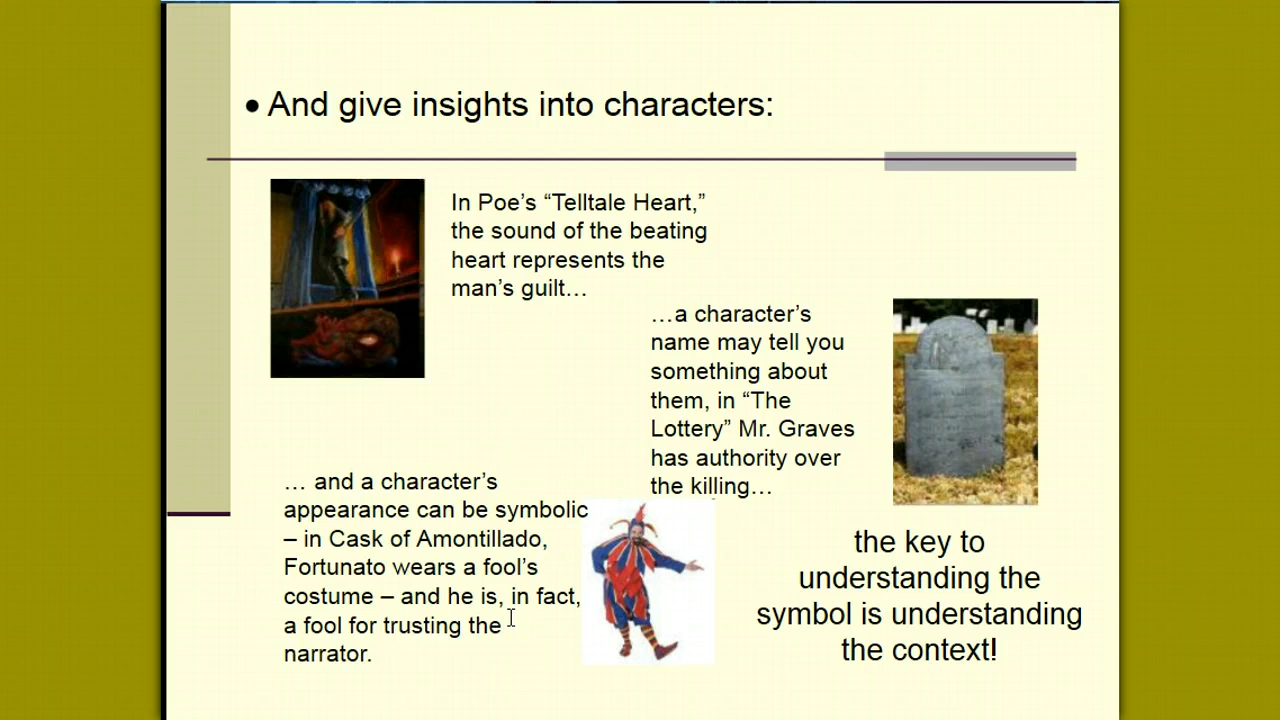 • And give insights into characters:
In Poe’s “Telltale Heart,”
the sound of the beating
heart represents the
man’s guilt…
…a character’s
name may tell you
something about
them, in “The
Lottery” Mr. Graves
has authority over
the killing…
… and a character’s
appearance can be symbolic
– in Cask of Amontillado,
Fortunato wears a fool’s
costume – and he is, in fact,
a fool for trusting the
narrator.
the key to
understanding the
symbol is understanding
the context!